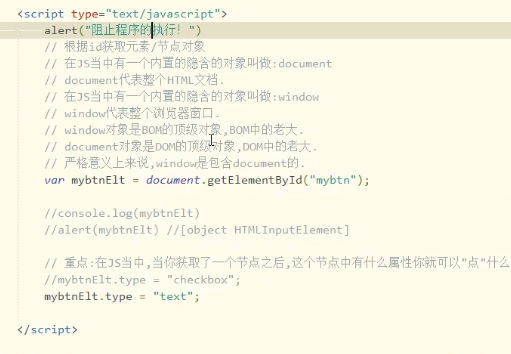 <script type="text/javascript">
alert("阻止程序的执行! ")
// 根据id获取元素/节点对象
// 在JS当中有一个内置的隐含的对象叫做:document
// document代表整个HTML文档.
// 在JS当中有一个内置的隐含的对象叫做:window
// window代表整个浏览器窗口.
// window对象是BOM的顶级对象,BOM中的老大.
// document对象是DOM的顶级对象,DOM中的老大.
// 严格意义上来说,window是包含document的.
var mybtnElt = document.getElementById("mybtn");
//console.log(mybtnElt)
//alert(mybtnElt) //[object HTMLInputElement]
// 重点:在JS当中,当你获取了一个节点之后,这个节点中有什么属性你就可以"点"什么
//mybtnElt.type = "checkbox";
mybtnElt.type = "text";
</script>